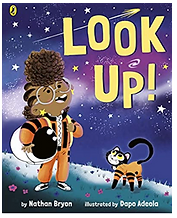 LOOK
UP!
by Nathan Bryon
illustrated by Dapo Adeola